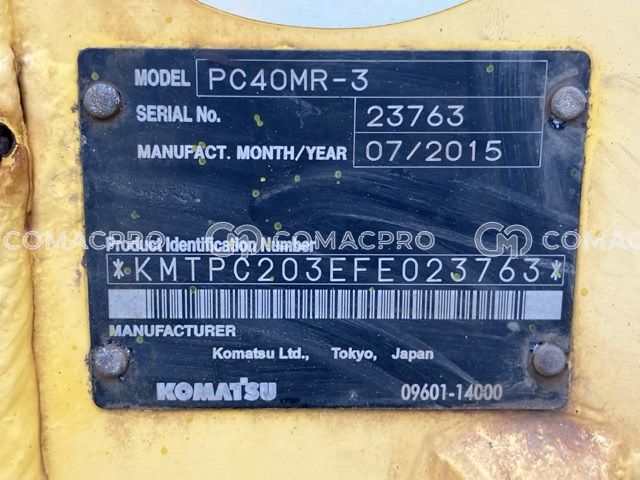 MODEL PC40MR-3
SERIAL No. 23763
MANUFACT. MONTH/YEAR 07/2015
Product Identification Number
COMACPRO COMACPRO COMACPRO
*KMTPC203EFE023763*
MANUFACTURER
Komatsu Ltd., Tokyo, Japan
KOMATSU 09601-14000